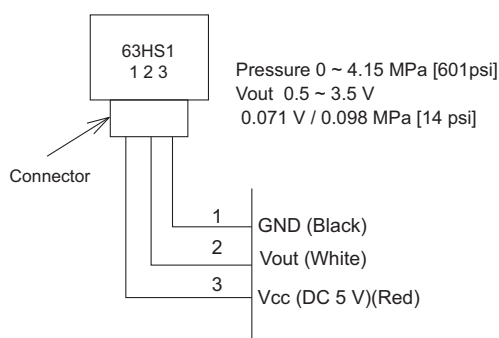 63HS1
1 2 3
Pressure 0 ~ 4.15 MPa [601psi]
Vout 0.5 ~ 3.5 V
0.071 V / 0.098 MPa [14 psi]
Connector
1
GND (Black)
2
Vout (White)
3
Vcc (DC 5 V)(Red)